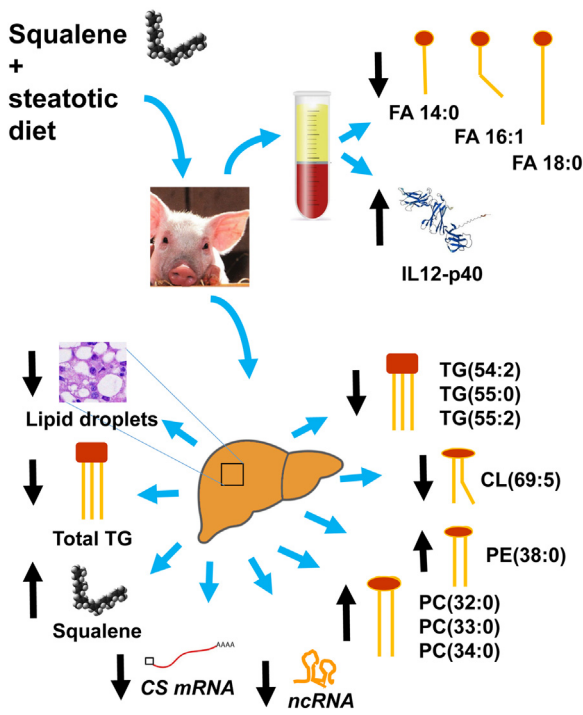 Squalene
+
steatotic
diet
FA 14:0
FA 16:1
FA 18:0
IL12-p40
Lipid droplets
Total TG
Squalene
AAAA
CS mRNA
ncRNA
TG(54:2)
TG(55:0)
TG(55:2)
CL(69:5)
PE(38:0)
PC(32:0)
PC(33:0)
PC(34:0)